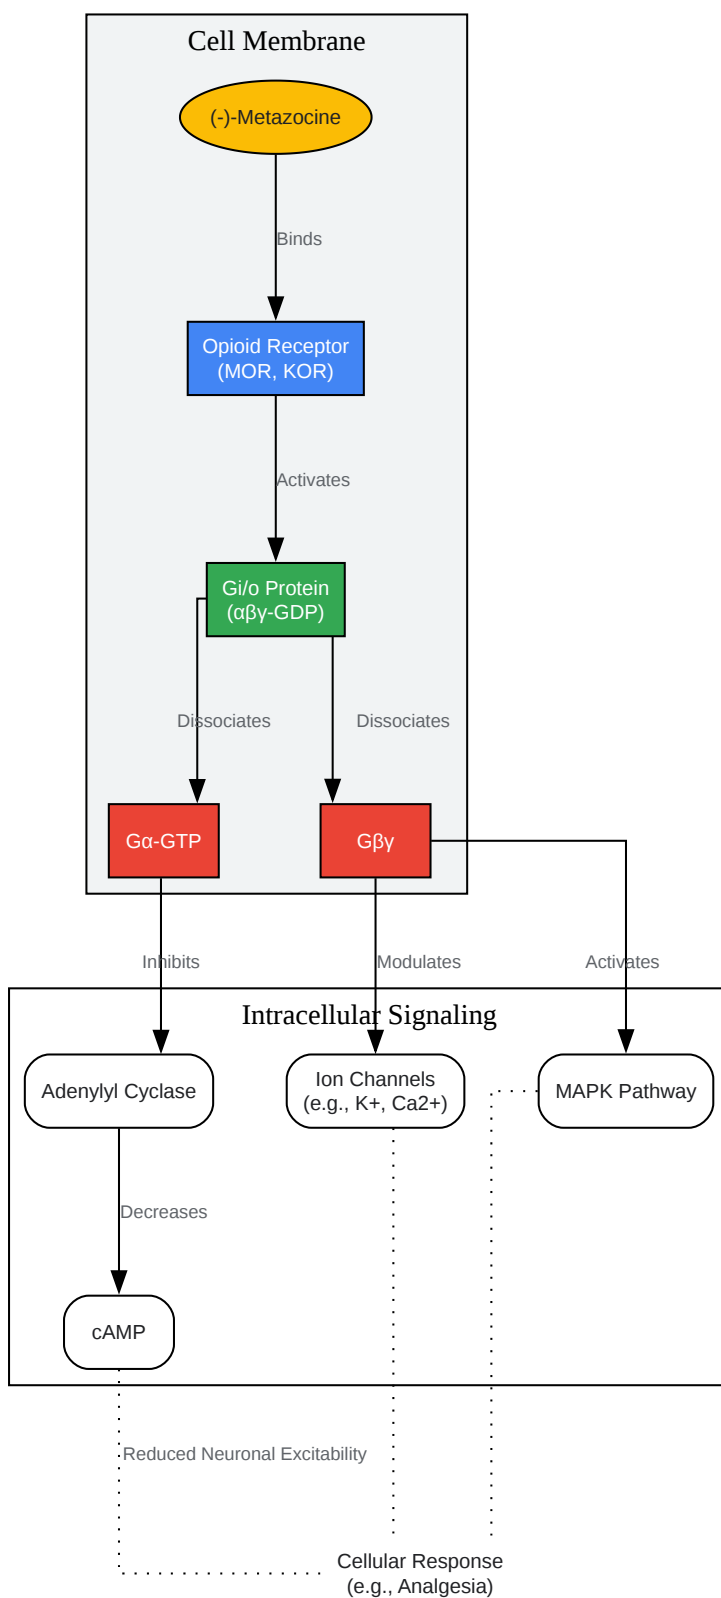 Cell Membrane
(-)-Metazocine
Binds
Opioid Receptor
(MOR, KOR)
Activates
Gi/o Protein
(αβγ-GDP)
Dissociates
Dissociates
Gα-GTP
Gβγ
Inhibits
Modulates
Activates
Intracellular Signaling
Adenylyl Cyclase
Ion Channels
(e.g., K+, Ca2+)
MAPK Pathway
Decreases
cAMP
Reduced Neuronal Excitability
Cellular Response
(e.g., Analgesia)